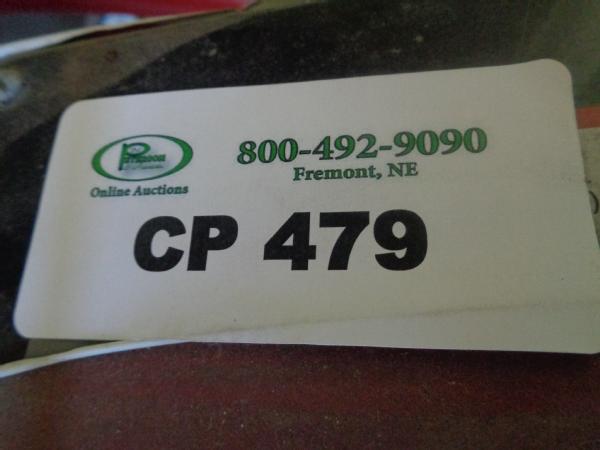 800-492-9090
Fremont, NE
Online Auctions
CP 479